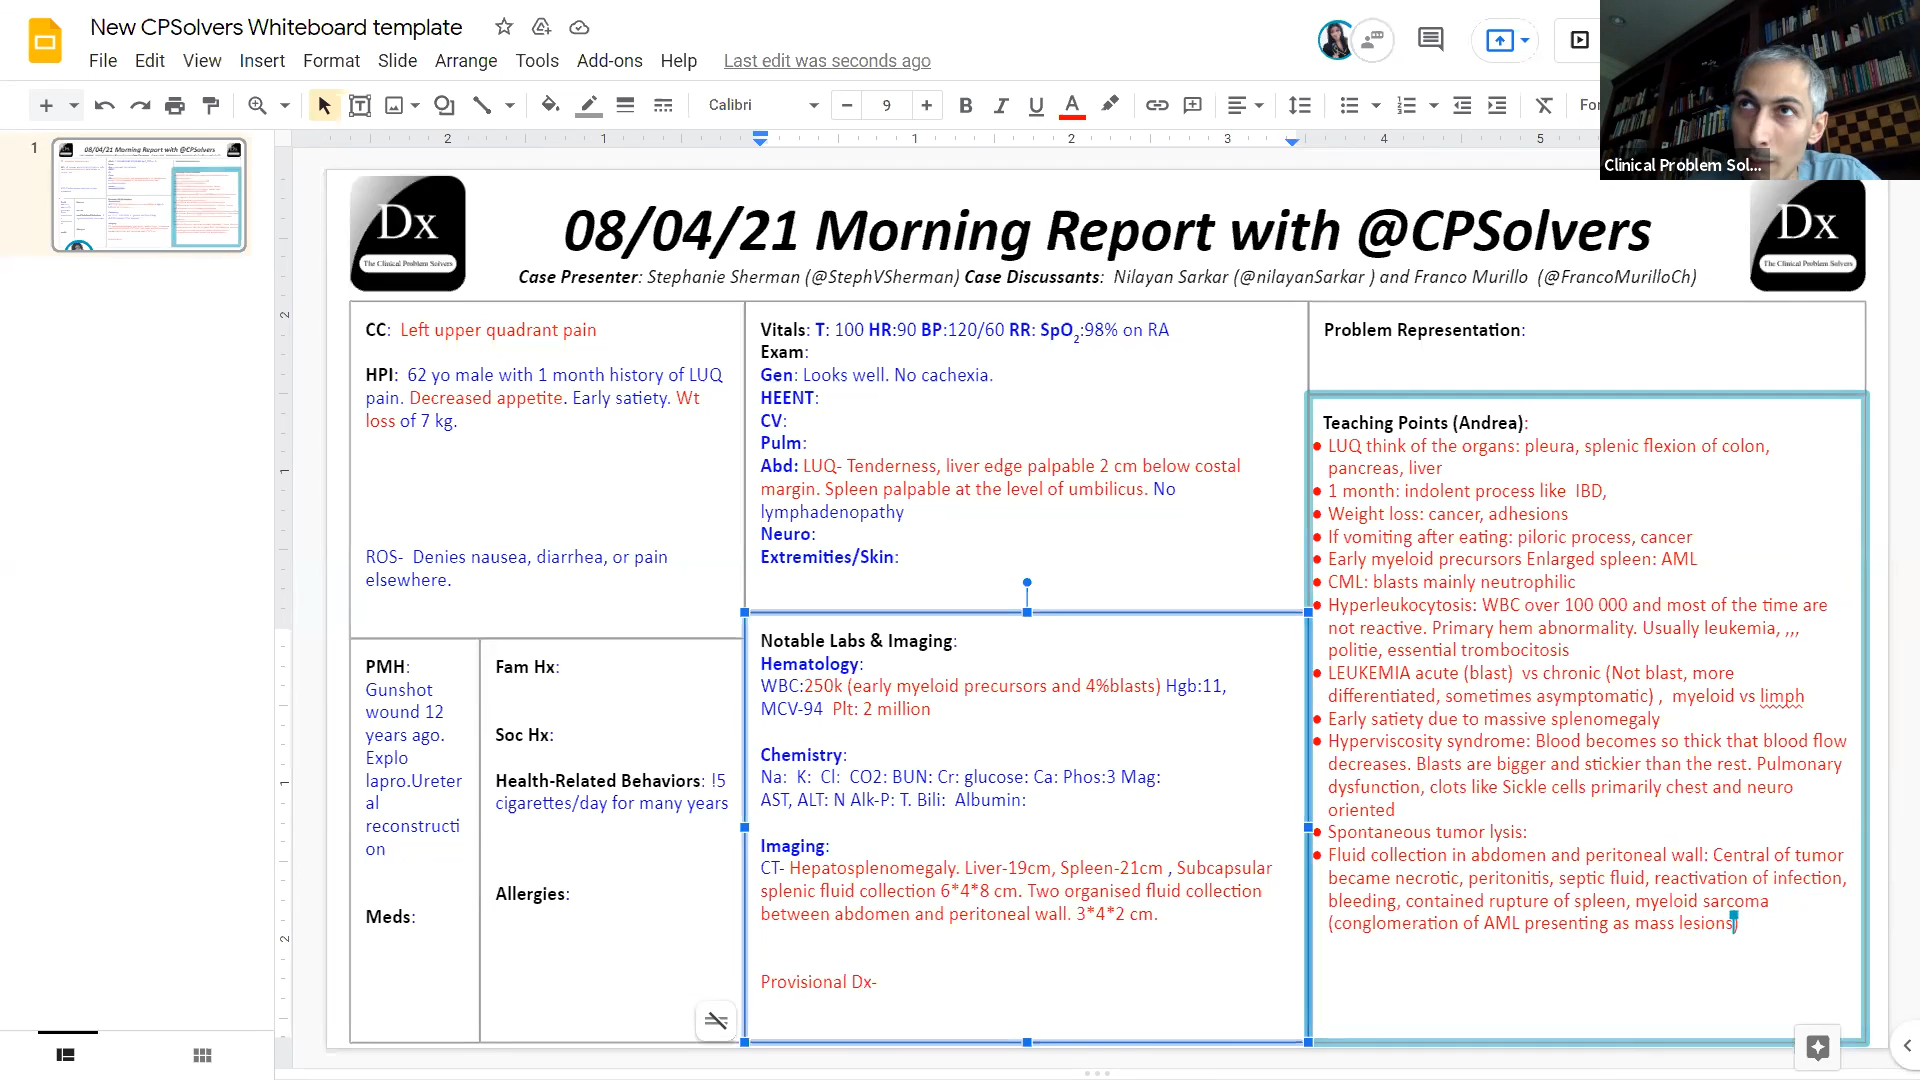 New CPSolvers Whiteboard template
File Edit View Insert Format Slide Arrange Tools Add-ons Help Last edit was seconds ago
Calibri 9
Clinical Problem Sol...
2 1 1 2 3 4 5
1
08/04/21 Morning Report with @CPSolvers
Dx
The Clinical Problem Solvers
08/04/21 Morning Report with @CPSolvers
Dx
The Clinical Problem Solvers
Case Presenter: Stephanie Sherman (@StephVSherman) Case Discussants: Nilayan Sarkar (@nilayanSarkar ) and Franco Murillo (@FrancoMurilloCh)
CC: Left upper quadrant pain
HPI: 62 yo male with 1 month history of LUQ
pain. Decreased appetite. Early satiety. Wt
loss of 7 kg.
ROS- Denies nausea, diarrhea, or pain
elsewhere.
PMH:
Gunshot
wound 12
years ago.
Explo
lapro.Ureter
al
reconstructi
on
Meds:
Fam Hx:
Soc Hx:
Health-Related Behaviors: !5
cigarettes/day for many years
Allergies:
Vitals: T: 100 HR:90 BP:120/60 RR: SpO2:98% on RA
Exam:
Gen: Looks well. No cachexia.
HEENT:
CV:
Pulm:
Abd: LUQ- Tenderness, liver edge palpable 2 cm below costal
margin. Spleen palpable at the level of umbilicus. No
lymphadenopathy
Neuro:
Extremities/Skin:
Notable Labs & Imaging:
Hematology:
WBC:250k (early myeloid precursors and 4%blasts) Hgb:11,
MCV-94 Plt: 2 million
Chemistry:
Na: K: Cl: CO2: BUN: Cr: glucose: Ca: Phos:3 Mag:
AST, ALT: N Alk-P: T. Bili: Albumin:
Imaging:
CT- Hepatosplenomegaly. Liver-19cm, Spleen-21cm , Subcapsular
splenic fluid collection 6*4*8 cm. Two organised fluid collection
between abdomen and peritoneal wall. 3*4*2 cm.
Provisional Dx-
Problem Representation:
Teaching Points (Andrea):
● LUQ think of the organs: pleura, splenic flexion of colon,
pancreas, liver
● 1 month: indolent process like IBD,
● Weight loss: cancer, adhesions
● If vomiting after eating: piloric process, cancer
● Early myeloid precursors Enlarged spleen: AML
● CML: blasts mainly neutrophilic
● Hyperleukocytosis: WBC over 100 000 and most of the time are
not reactive. Primary hem abnormality. Usually leukemia, ,,,
politie, essential trombocitosis
● LEUKEMIA acute (blast) vs chronic (Not blast, more
differentiated, sometimes asymptomatic) , myeloid vs limph
● Early satiety due to massive splenomegaly
● Hyperviscosity syndrome: Blood becomes so thick that blood flow
decreases. Blasts are bigger and stickier than the rest. Pulmonary
dysfunction, clots like Sickle cells primarily chest and neuro
oriented
● Spontaneous tumor lysis:
● Fluid collection in abdomen and peritoneal wall: Central of tumor
became necrotic, peritonitis, septic fluid, reactivation of infection,
bleeding, contained rupture of spleen, myeloid sarcoma
(conglomeration of AML presenting as mass lesions)